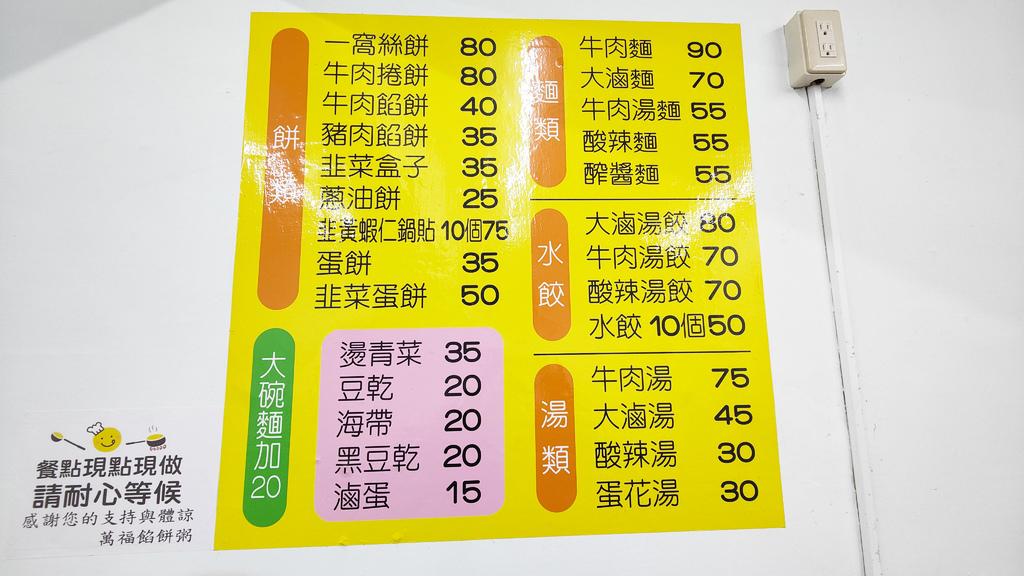 餅類
一窩絲餅 80
牛肉捲餅 80
牛肉餡餅 40
豬肉餡餅 35
韭菜盒子 35
蔥油餅 25
韭黃蝦仁鍋貼 10個75
蛋餅 35
韭菜蛋餅 50
大碗麵加20
燙青菜 35
豆乾 20
海帶 20
黑豆乾 20
滷蛋 15
麵類
牛肉麵 90
大滷麵 70
牛肉湯麵 55
酸辣麵 55
醡醬麵 55
水餃
大滷湯餃 80
牛肉湯餃 70
酸辣湯餃 70
水餃 10個50
湯類
牛肉湯 75
大滷湯 45
酸辣湯 30
蛋花湯 30
餐點現點現做
請耐心等候
感謝您的支持與體諒
萬福餡餅粥